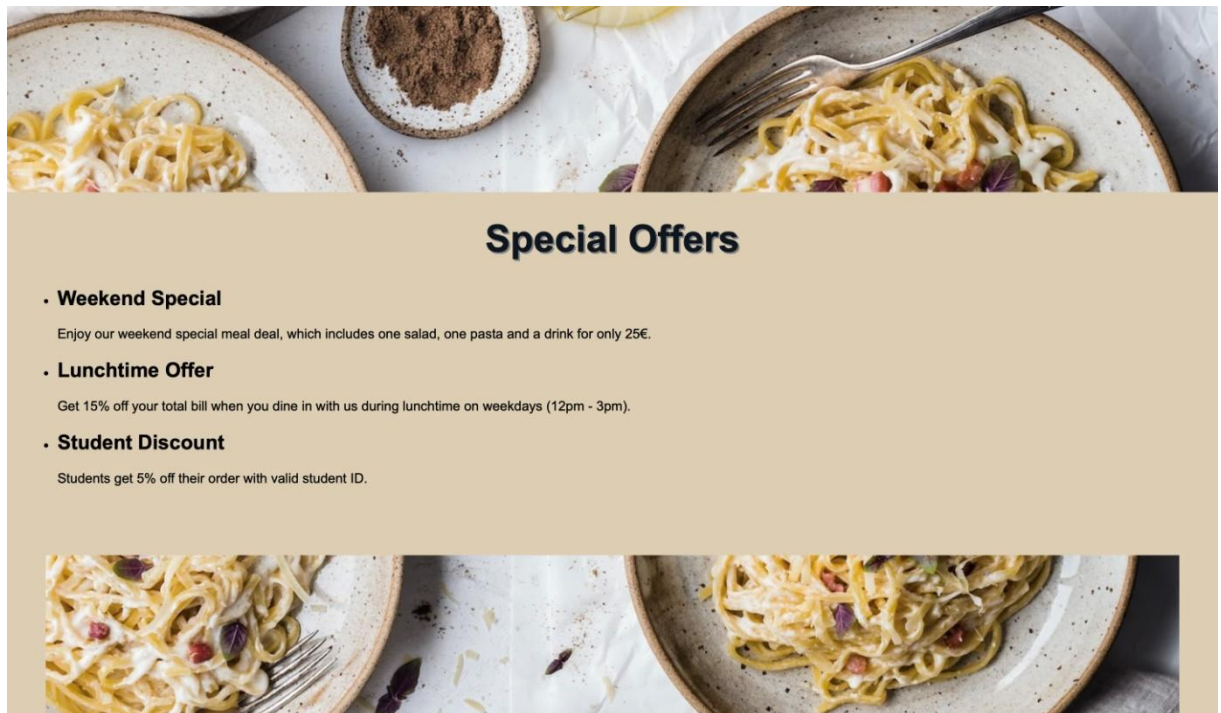 Special Offers
Weekend Special
Enjoy our weekend special meal deal, which includes one salad, one pasta and a drink for only 25€.
Lunchtime Offer
Get 15% off your total bill when you dine in with us during lunchtime on weekdays (12pm - 3pm).
Student Discount
Students get 5% off their order with valid student ID.